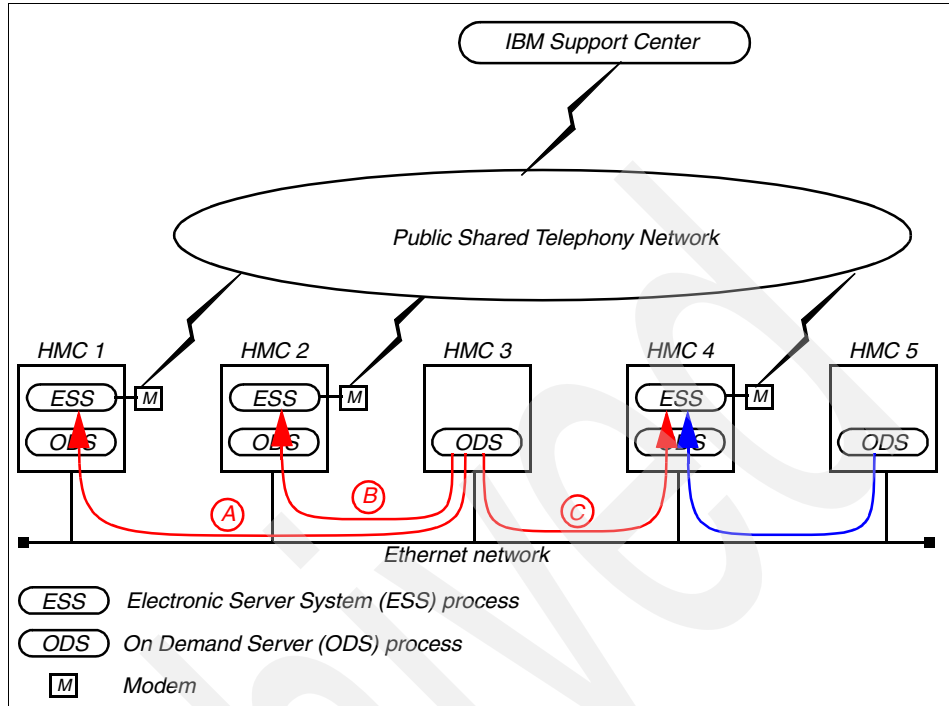 IBM Support Center
Public Shared Telephony Network
HMC 1
HMC 2
HMC 3
HMC 4
HMC 5
ESS
M
ESS
M
ESS
M
ODS
ODS
ODS
ODS
ODS
A
B
C
Ethernet network
ESS Electronic Server System (ESS) process
ODS On Demand Server (ODS) process
M Modem